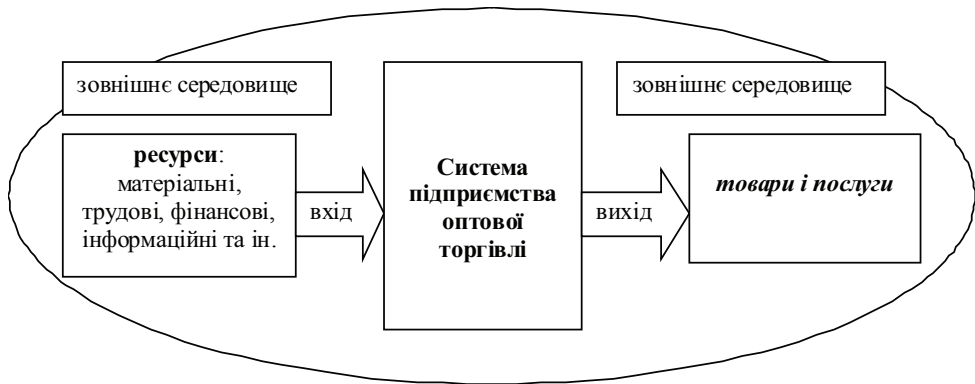 зовнішнє середовище
зовнішнє середовище
ресурси:
матеріальні,
трудові, фінансові,
інформаційні та ін.
вхід
Система
підприємства
оптової
торгівлі
вихід
товари і послуги